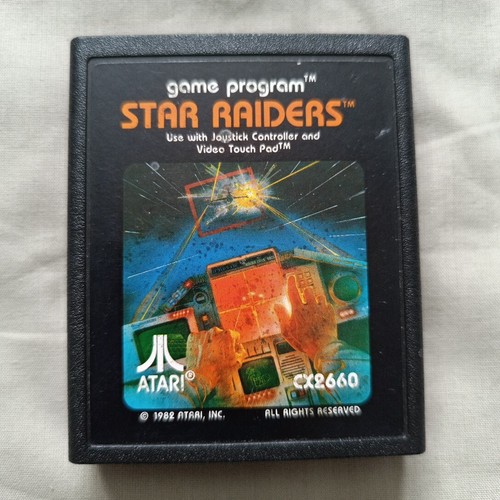 game program™
STAR RAIDERS™
Use with Joystick Controller and
Video Touch Pad™
ATARI®
CX2660
© 1982 ATARI, INC.
ALL RIGHTS RESERVED